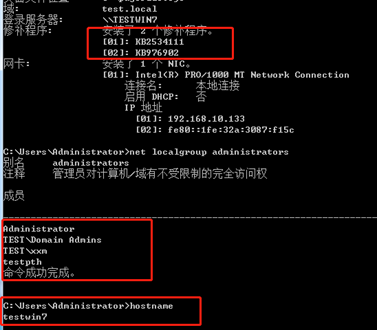 域:               test.local
登录服务器:       \\TESTWIN7
修补程序:         安装了 2 个修补程序。
[01]: KB2534111
[02]: KB976902
网卡:             安装了 1 个 NIC。
[01]: Intel(R) PRO/1000 MT Network Connection
连接名:      本地连接
启用 DHCP:   否
IP 地址
[01]: 192.168.10.133
[02]: fe80::1fe:32a:3087:f15c
C:\Users\Administrator>net localgroup administrators
别名     administrators
注释     管理员对计算机/域有不受限制的完全访问权
成员
-------------------------------------------------------------------------------
Administrator
TEST\Domain Admins
TEST\xxm
testpth
命令成功完成。
C:\Users\Administrator>hostname
testwin7